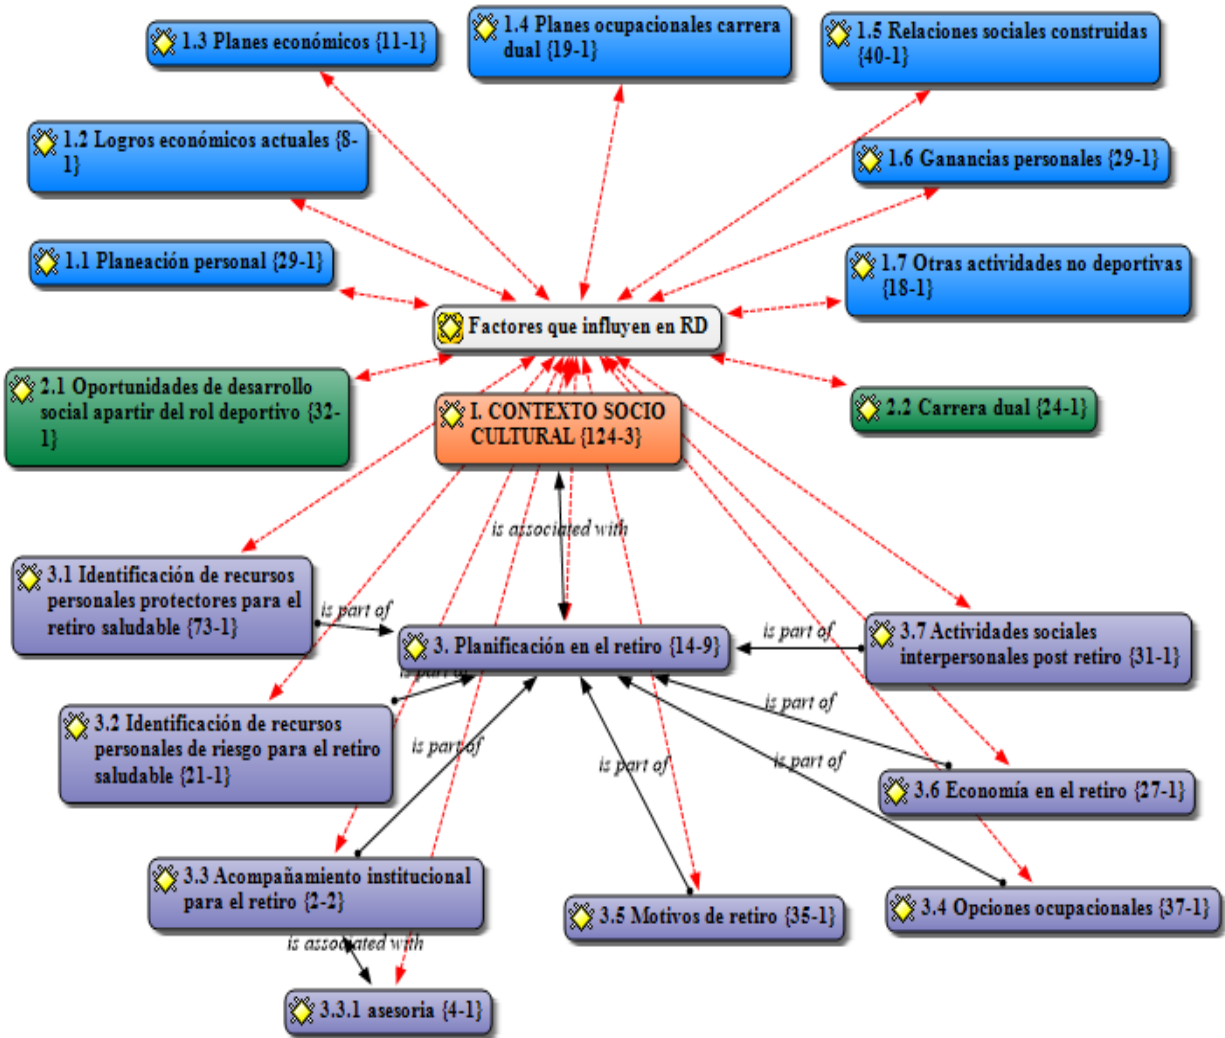 1.3 Planes económicos {11-1}
1.4 Planes ocupacionales carrera
dual {19-1}
1.5 Relaciones sociales construidas
{40-1}
1.2 Logros económicos actuales {8-
1}
1.6 Ganancias personales {29-1}
1.1 Planeación personal {29-1}
1.7 Otras actividades no deportivas
{18-1}
Factores que influyen en RD
2.1 Oportunidades de desarrollo
social apartir del rol deportivo {32-
1}
I. CONTEXTO SOCIO
CULTURAL {124-3}
2.2 Carrera dual {24-1}
is associated with
3.1 Identificación de recursos
personales protectores para el
retiro saludable {73-1}
is part of
3. Planificación en el retiro {14-9}
is part of
3.7 Actividades sociales
interpersonales post retiro {31-1}
is part of
3.2 Identificación de recursos
personales de riesgo para el retiro
saludable {21-1}
is part of
is part of
is part of
is part of
3.6 Economía en el retiro {27-1}
3.3 Acompañamiento institucional
para el retiro {2-2}
3.5 Motivos de retiro {35-1}
3.4 Opciones ocupacionales {37-1}
is associated with
3.3.1 asesoria {4-1}